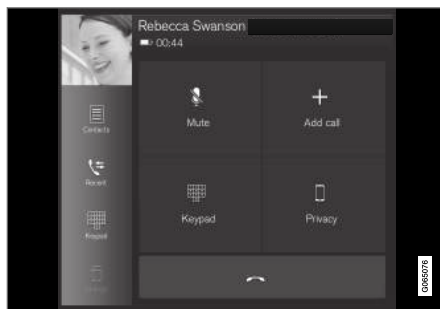 Rebecca Swanson
00:44
Mute
Add call
Contacts
Recent
Keypad
Keypad
Privacy
G065076